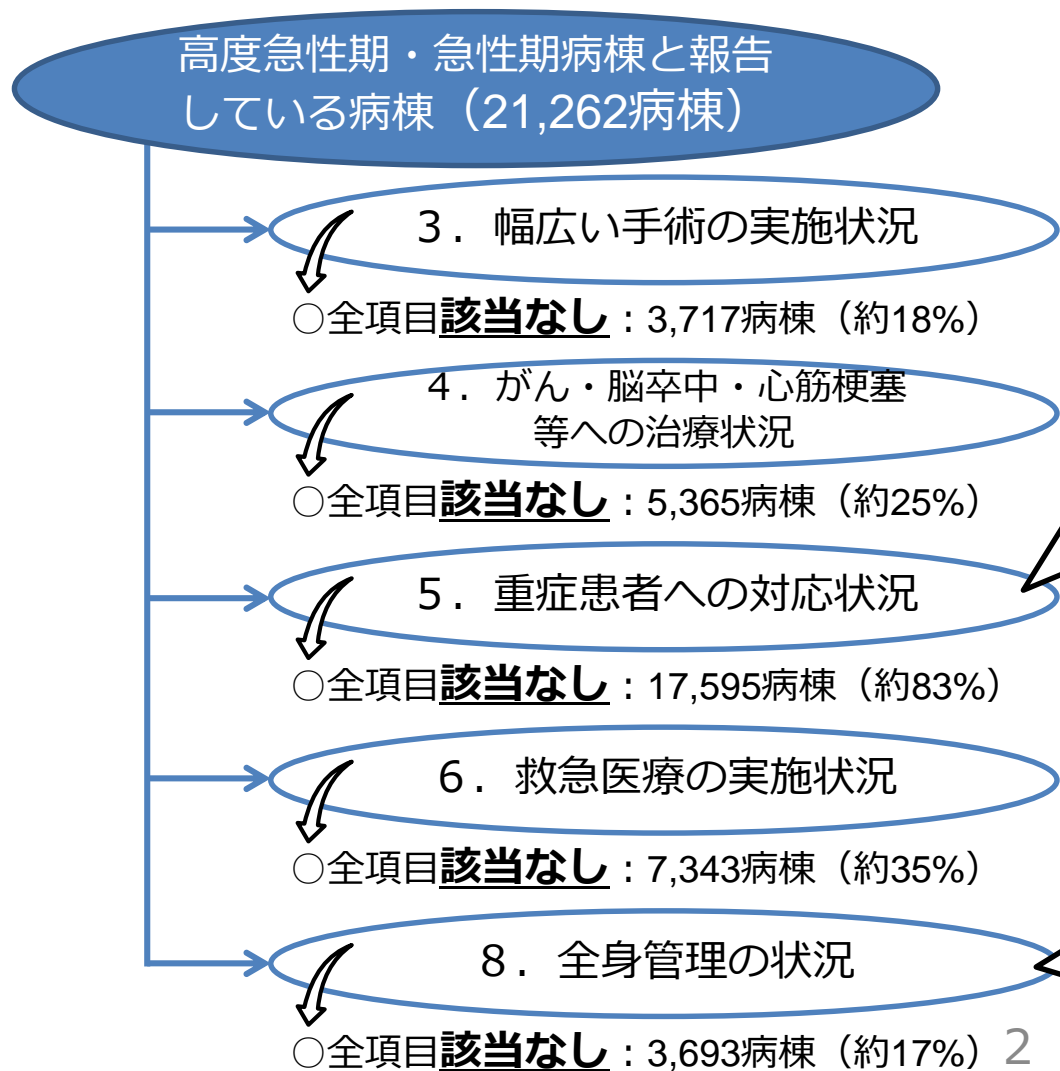 高度急性期・急性期病棟と報告
している病棟（21,262病棟）
３．幅広い手術の実施状況
○全項目該当なし：3,717病棟（約18%）
４．がん・脳卒中・心筋梗塞
等への治療状況
○全項目該当なし：5,365病棟（約25%）
５．重症患者への対応状況
○全項目該当なし：17,595病棟（約83%）
６．救急医療の実施状況
○全項目該当なし：7,343病棟（約35%）
８．全身管理の状況
○全項目該当なし：3,693病棟（約17%）
2